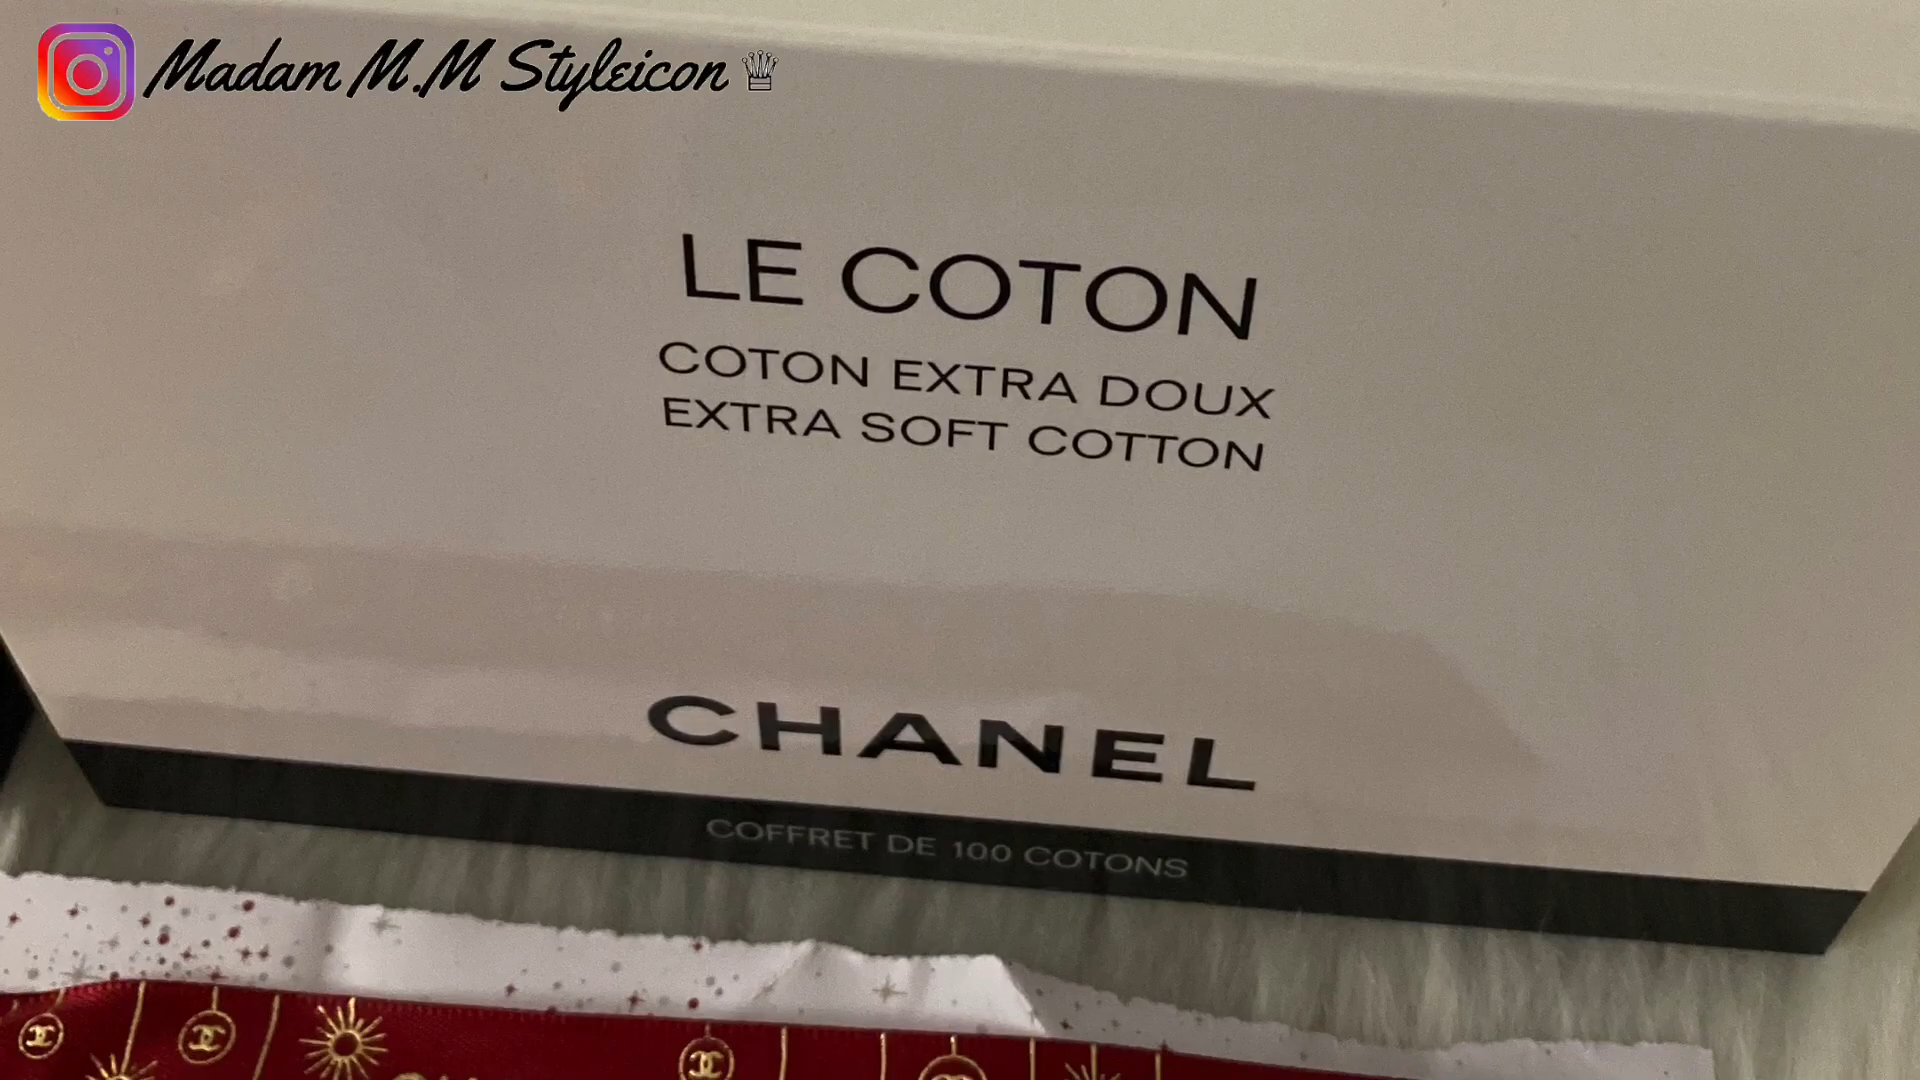 Madam M.M Styleicon
LE COTON
COTON EXTRA DOUX
EXTRA SOFT COTTON
CHANEL
COFFRET DE 100 COTONS